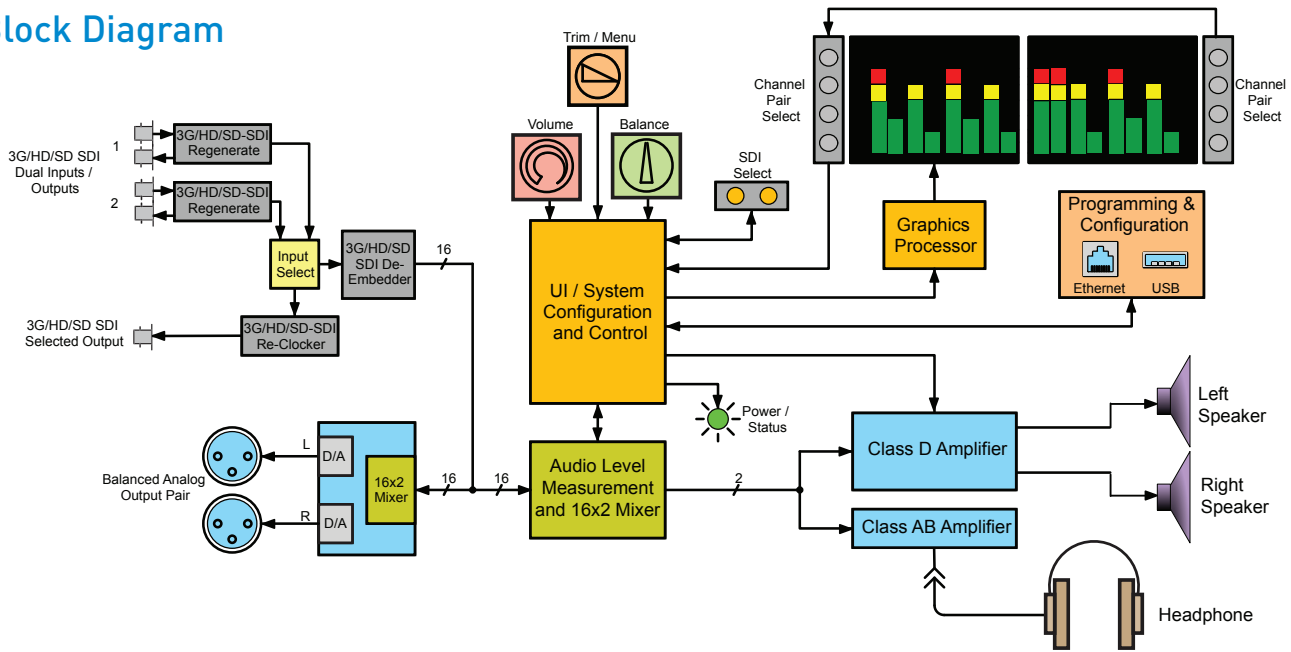 Block Diagram
Trim / Menu
Volume
Balance
SDI
Select
Channel
Pair
Select
Channel
Pair
Select
3G/HD/SD SDI
Dual Inputs /
Outputs
1
2
3G/HD/SD-SDI
Regenerate
3G/HD/SD-SDI
Regenerate
Input
Select
3G/HD/SD
SDI De-
Embedder
16
3G/HD/SD SDI
Selected Output
3G/HD/SD-SDI
Re-Clocker
UI / System
Configuration
and Control
Graphics
Processor
Programming &
Configuration
Ethernet
USB
Power /
Status
Balanced Analog
Output Pair
L
R
D/A
D/A
16x2
Mixer
16
16
Audio Level
Measurement
and 16x2 Mixer
2
Class D Amplifier
Class AB Amplifier
Left
Speaker
Right
Speaker
Headphone